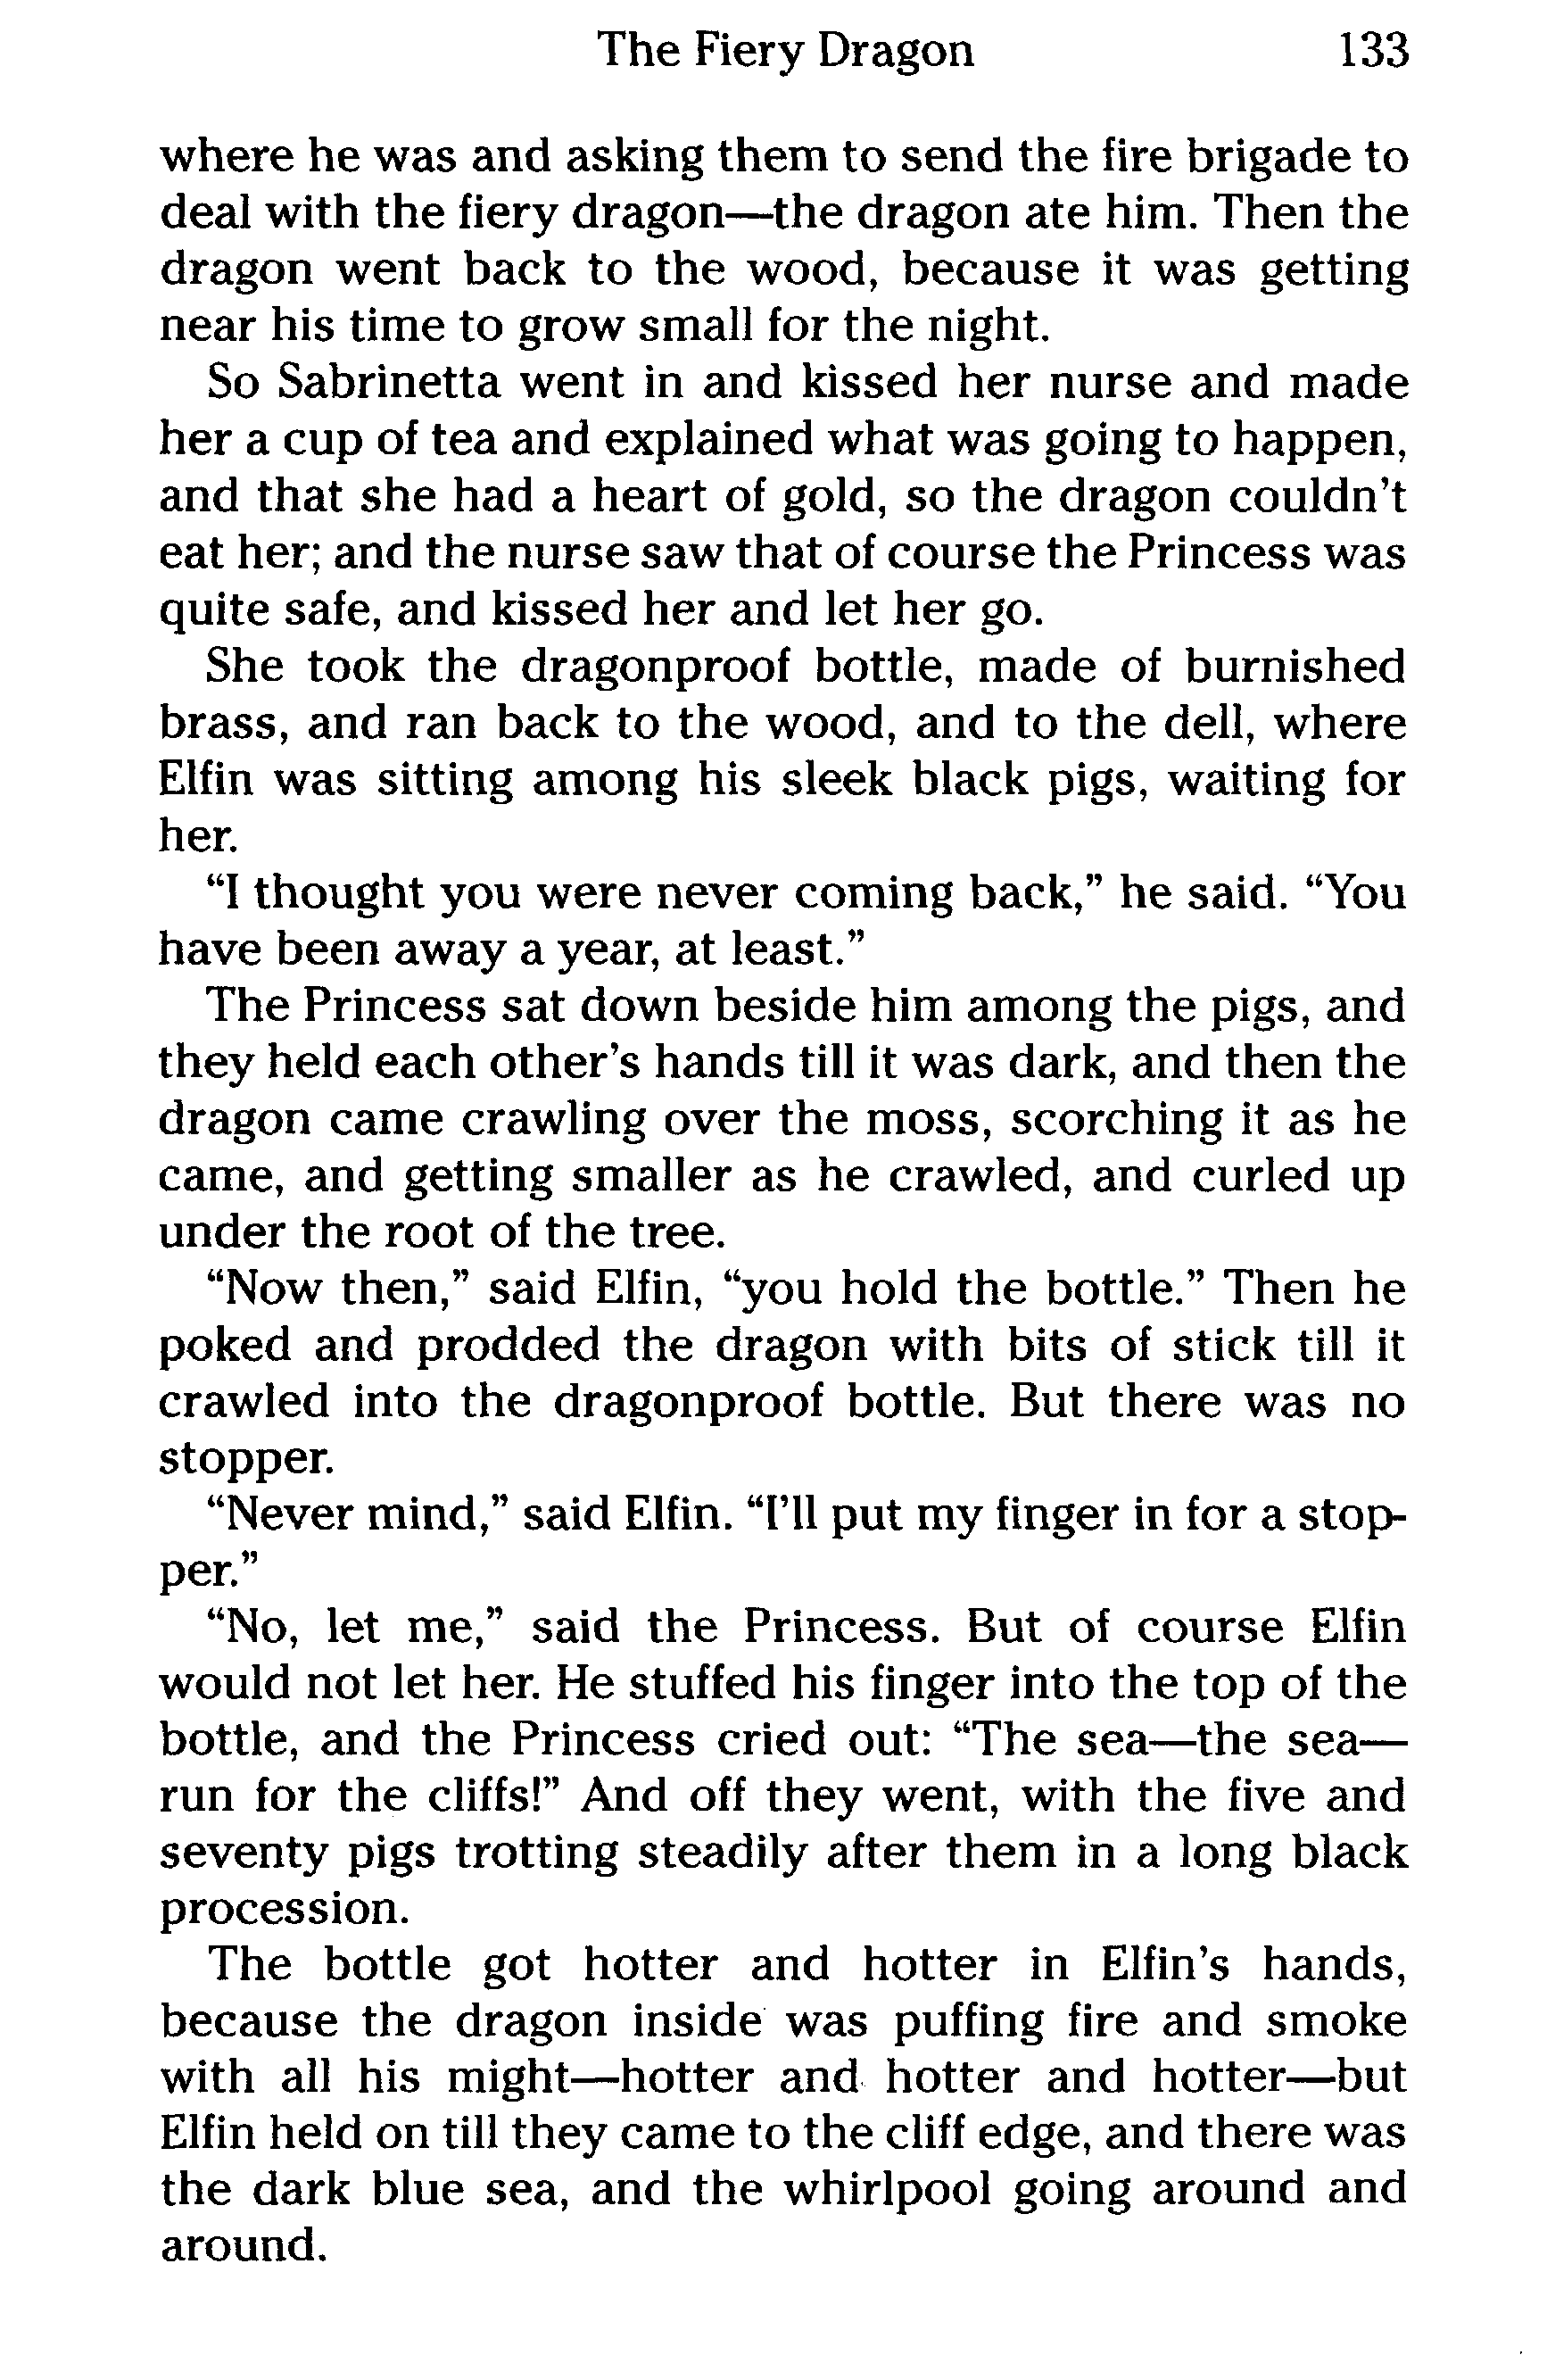 The Fiery Dragon 133
where he was and asking them to send the fire brigade to
deal with the fiery dragon—the dragon ate him. Then the
dragon went back to the wood, because it was getting
near his time to grow small for the night.
So Sabrinetta went in and kissed her nurse and made
her a cup of tea and explained what was going to happen,
and that she had a heart of gold, so the dragon couldn’t
eat her; and the nurse saw that of course the Princess was
quite safe, and kissed her and let her go.
She took the dragonproof bottle, made of burnished
brass, and ran back to the wood, and to the dell, where
Elfin was sitting among his sleek black pigs, waiting for
her.
“I thought you were never coming back,” he said. “You
have been away a year, at least.”
The Princess sat down beside him among the pigs, and
they held each other’s hands till it was dark, and then the
dragon came crawling over the moss, scorching it as he
came, and getting smaller as he crawled, and curled up
under the root of the tree.
“Now then,” said Elfin, “you hold the bottle.” Then he
poked and prodded the dragon with bits of stick till it
crawled into the dragonproof bottle. But there was no
stopper.
“Never mind,” said Elfin. “I’ll put my finger in for a stop-
per.”
“No, let me,” said the Princess. But of course Elfin
would not let her. He stuffed his finger into the top of the
bottle, and the Princess cried out: “The sea—the sea—
run for the cliffs!” And off they went, with the five and
seventy pigs trotting steadily after them in a long black
procession.
The bottle got hotter and hotter in Elfin’s hands,
because the dragon inside was puffing fire and smoke
with all his might—hotter and hotter and hotter—but
Elfin held on till they came to the cliff edge, and there was
the dark blue sea, and the whirlpool going around and
around.